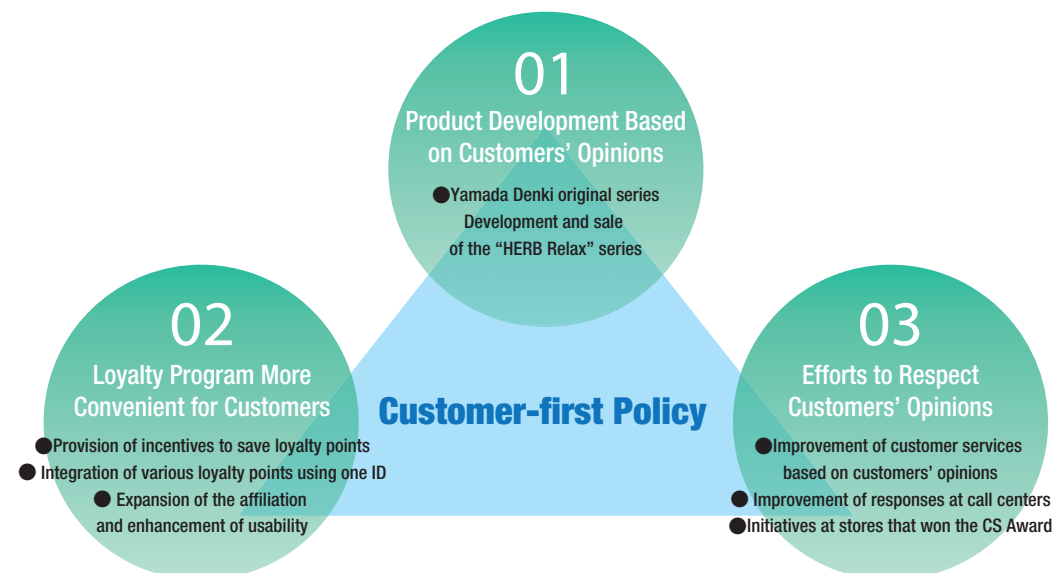 01
Product Development Based
on Customers’ Opinions
●Yamada Denki original series
Development and sale
of the “HERB Relax” series
02
Loyalty Program More
Convenient for Customers
●Provision of incentives to save loyalty points
● Integration of various loyalty points using one ID
● Expansion of the affiliation
and enhancement of usability
Customer-first Policy
03
Efforts to Respect
Customers’ Opinions
●Improvement of customer services
based on customers’ opinions
● Improvement of responses at call centers
●Initiatives at stores that won the CS Award